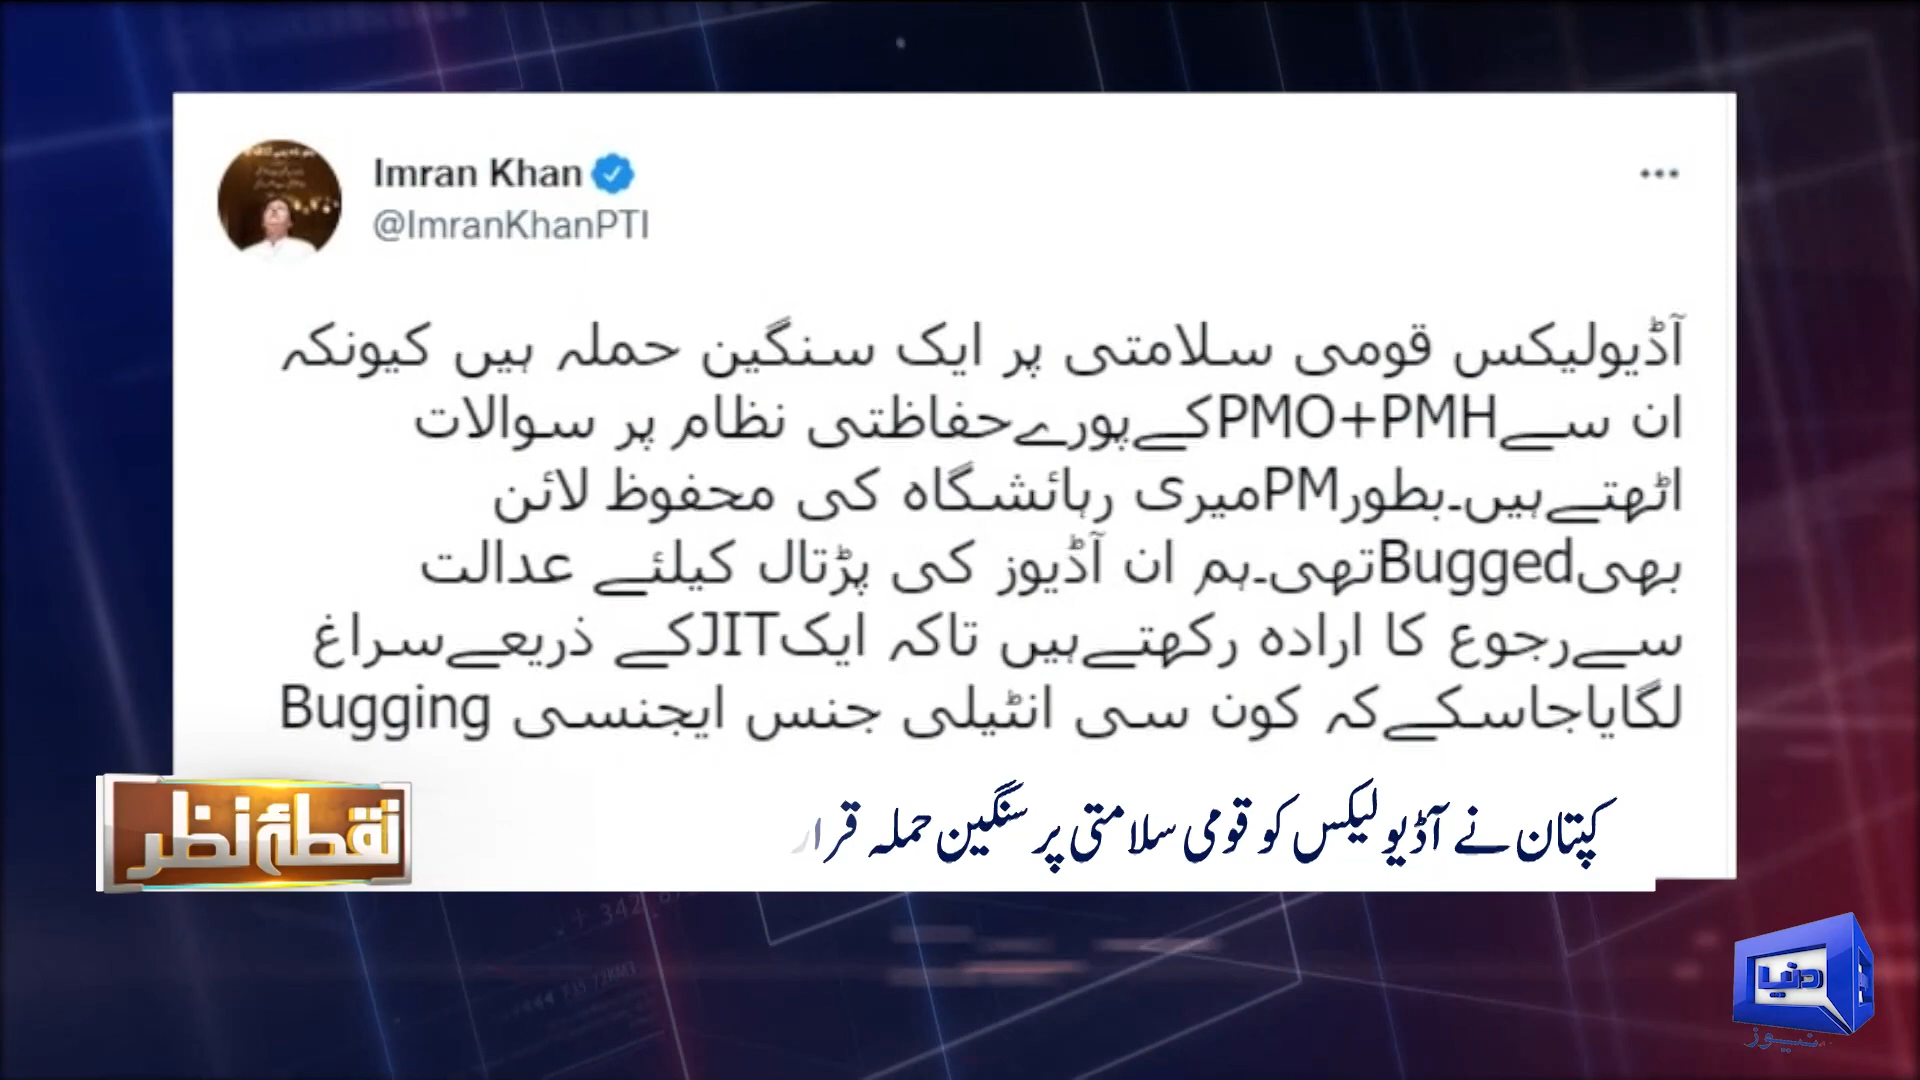 Imran Khan
@ImranKhanPTI
آڈیولیکس قومی سلامتی پر ایک سنگین حملہ ہیں کیونکہ
ان سےPMO+PMHکےپورےحفاظتی نظام پر سوالات
اٹھتےہیں۔بطورPMمیری رہائشگاہ کی محفوظ لائن
بھیBuggedتھی۔ہم ان آڈیوز کی پڑتال کیلئے عدالت
سےرجوع کا ارادہ رکھتےہیں تاکہ ایکJITکے ذریعےسراغ
لگایاجاسکےکہ کون سی انٹیلی جنس ایجنسی Bugging
کپتان نے آڈیو لیکس کو قومی سلامتی پر سنگین حملہ قرار
نقطۂ نظر
دنیا
نیوز